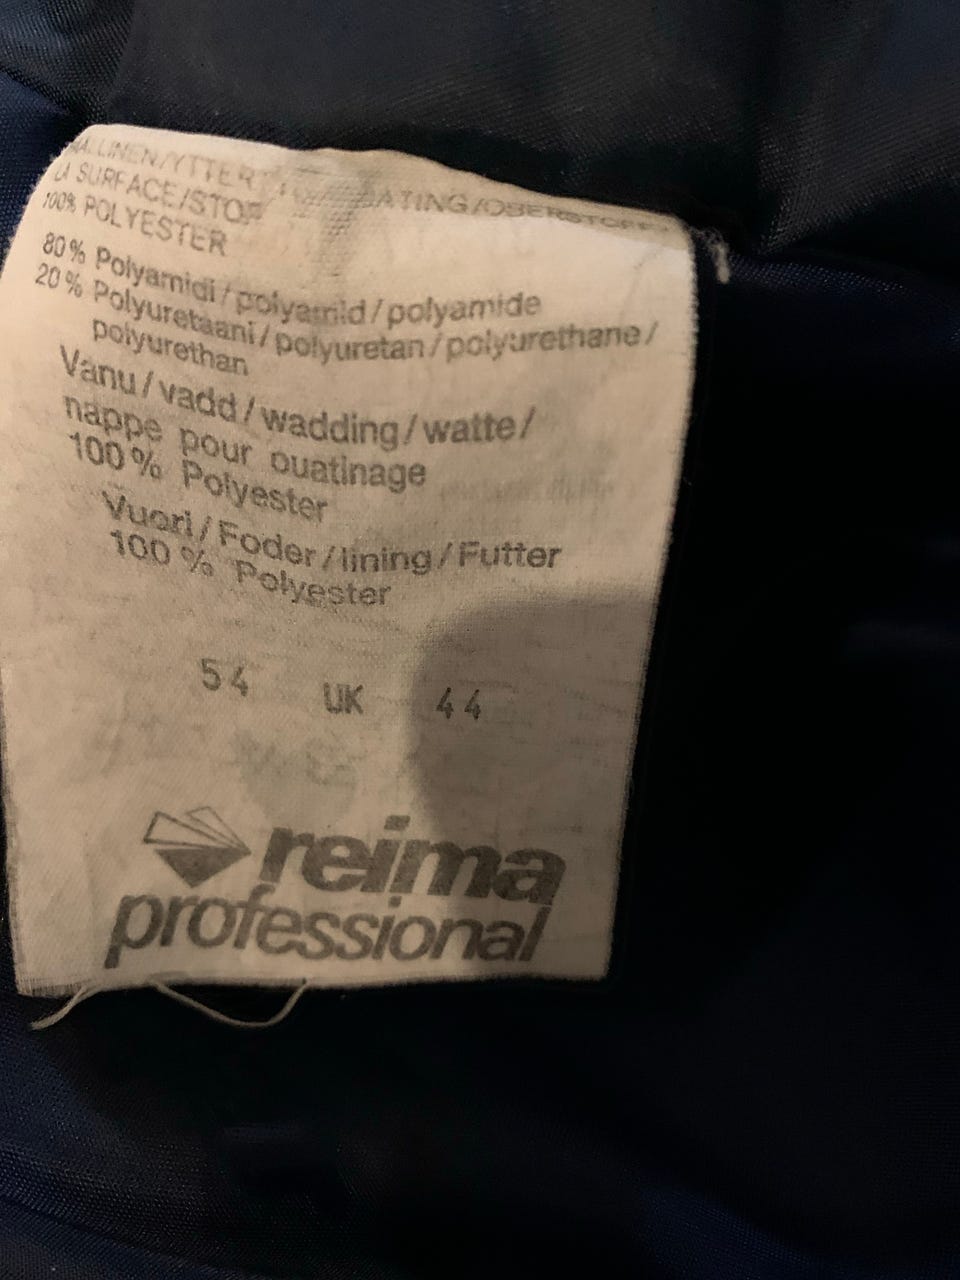 LA SURFACE/STOF
100% POLYESTER
80% Polyamidi/polyamid/polyamide
20% Polyuretaani/polyuretan/polyurethane/
polyurethan
Vanu/vadd/wadding/watte/
nappe pour ouatinage
100% Polyester
Vuori/Foder/lining/Futter
100% Polyester
54 UK 44
reima
professional